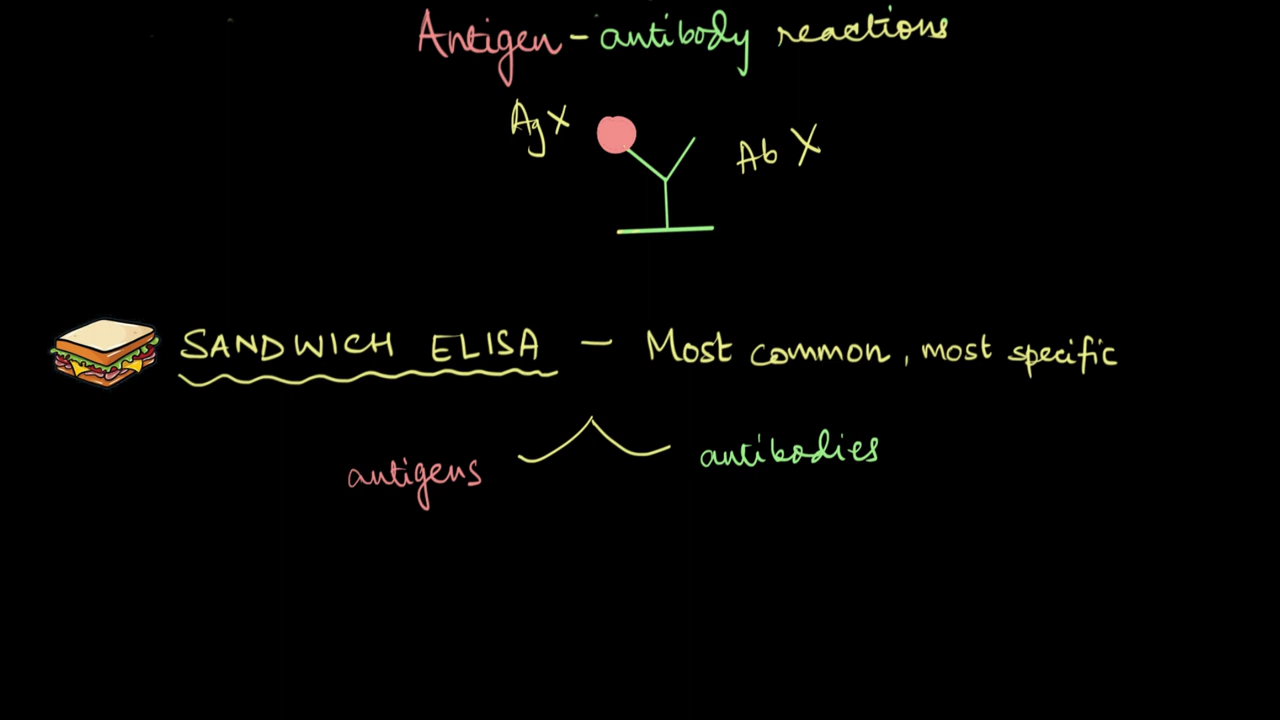 Antigen - antibody reactions
Ag X
Ab X
SANDWICH ELISA - Most common, most specific
antigens
antibodies